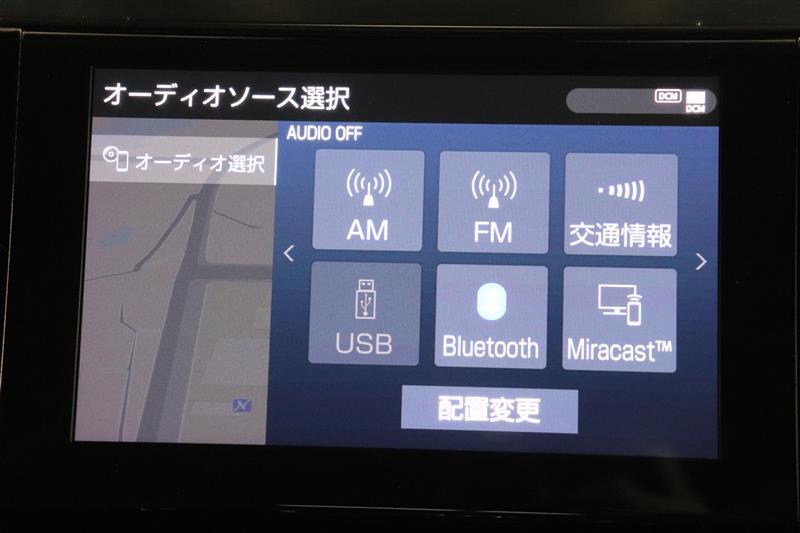 オーディオソース選択
DCM
DCM
AUDIO OFF
オーディオ選択
AM
FM
交通情報
USB
Bluetooth
Miracast™
配置変更